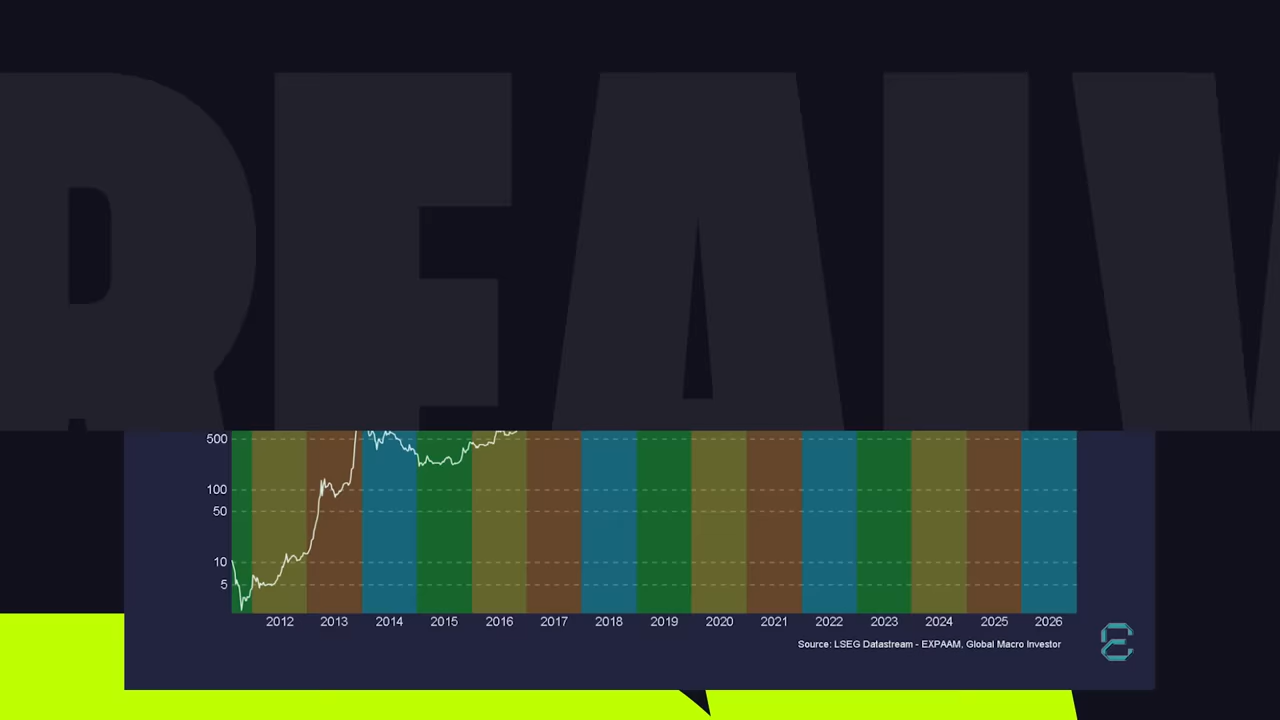 REALV
500
100
50
10
5
2012 2013 2014 2015 2016 2017 2018 2019 2020 2021 2022 2023 2024 2025 2026
Source: LSEG Datastream - EXPAAM, Global Macro Investor